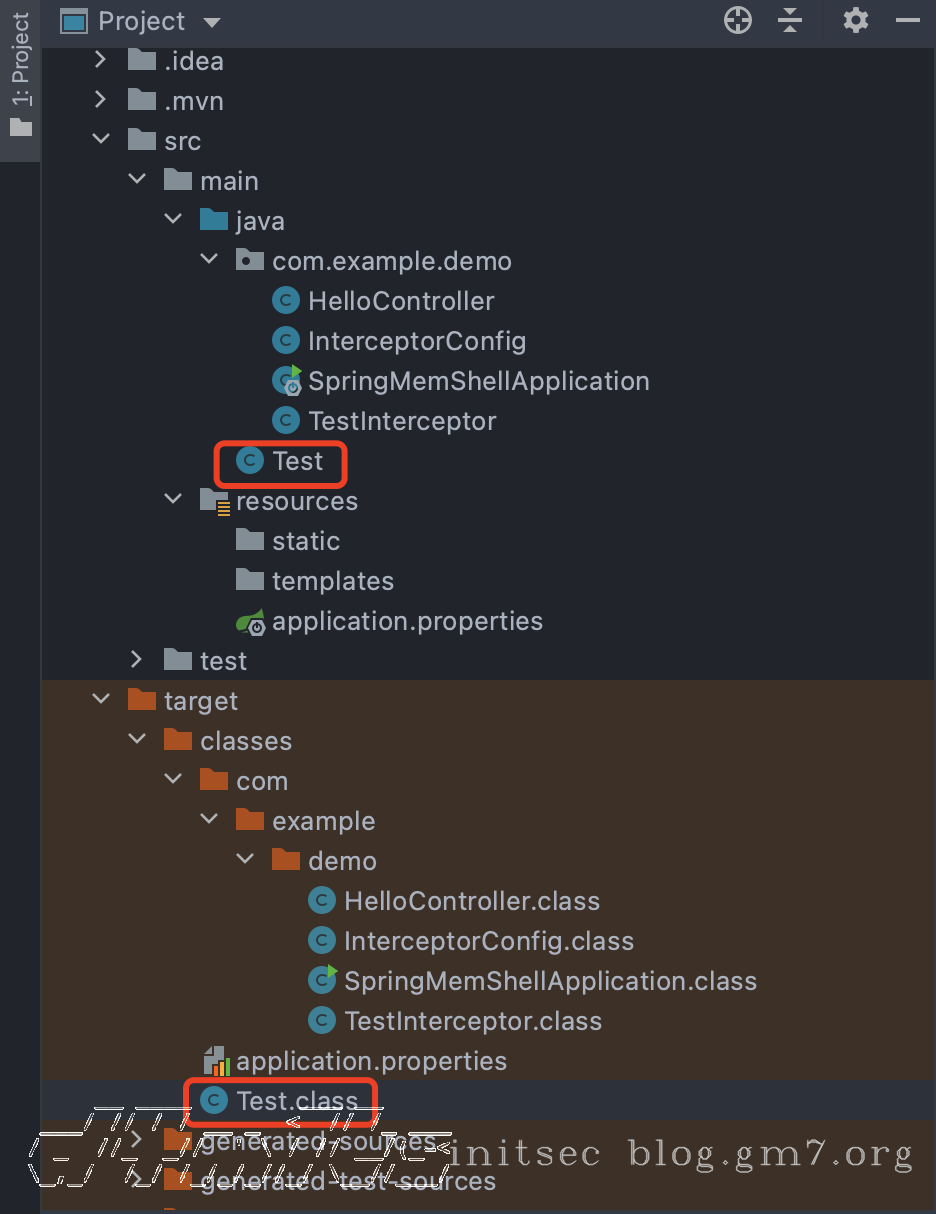 1: Project
Project
.idea
.mvn
src
main
java
com.example.demo
HelloController
InterceptorConfig
SpringMemShellApplication
TestInterceptor
Test
resources
static
templates
application.properties
test
target
classes
com
example
demo
HelloController.class
InterceptorConfig.class
SpringMemShellApplication.class
TestInterceptor.class
application.properties
Test.class
generated-sources
generated-test-sources
initsec blog.gm7.org